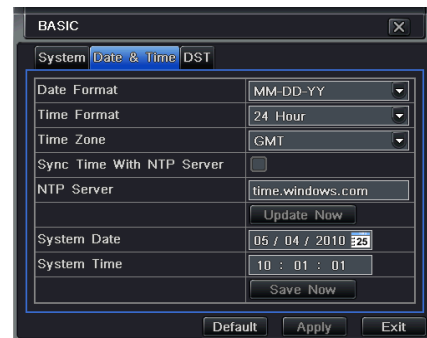 BASIC
System Date & Time DST
Date Format MM-DD-YY
Time Format 24 Hour
Time Zone GMT
Sync Time With NTP Server
NTP Server time.windows.com
Update Now
System Date 05 / 04 / 2010 25
System Time 10 : 01 : 01
Save Now
Default Apply Exit